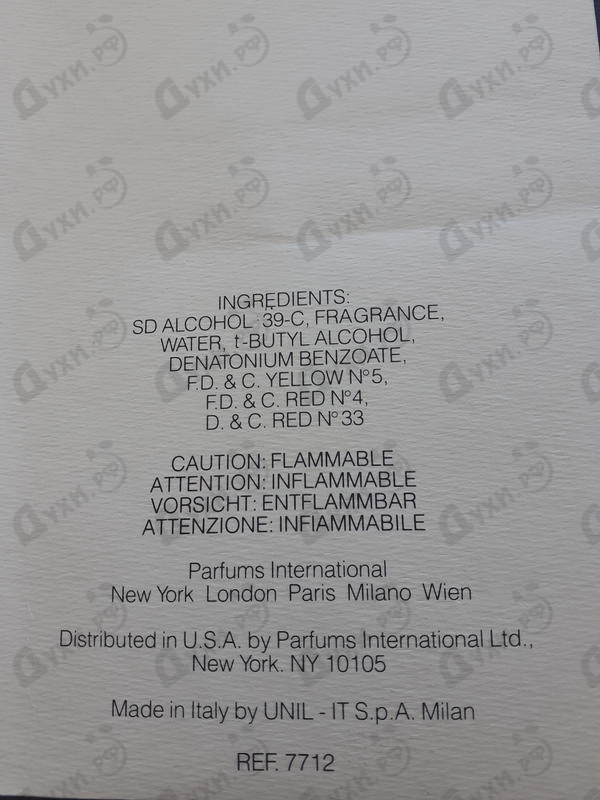 INGREDIENTS:
SD ALCOHOL 39-C, FRAGRANCE,
WATER, t-BUTYL ALCOHOL,
DENATONIUM BENZOATE,
F.D. & C. YELLOW N°5,
F.D. & C. RED N°4,
D. & C. RED N°33
CAUTION: FLAMMABLE
ATTENTION: INFLAMMABLE
VORSICHT: ENTFLAMMBAR
ATTENZIONE: INFIAMMABILE
Parfums International
New York London Paris Milano Wien
Distributed in U.S.A. by Parfums International Ltd.,
New York. NY 10105
Made in Italy by UNIL - IT S.p.A. Milan
REF. 7712
Духи.рф